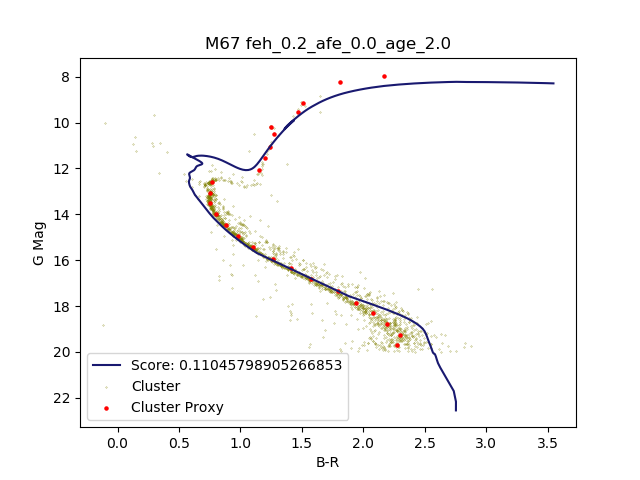 M67 feh_0.2_afe_0.0_age_2.0
8
10
12
14
16
18
20
22
G Mag
Score: 0.11045798905266853
Cluster
Cluster Proxy
0.0 0.5 1.0 1.5 2.0 2.5 3.0 3.5
B-R